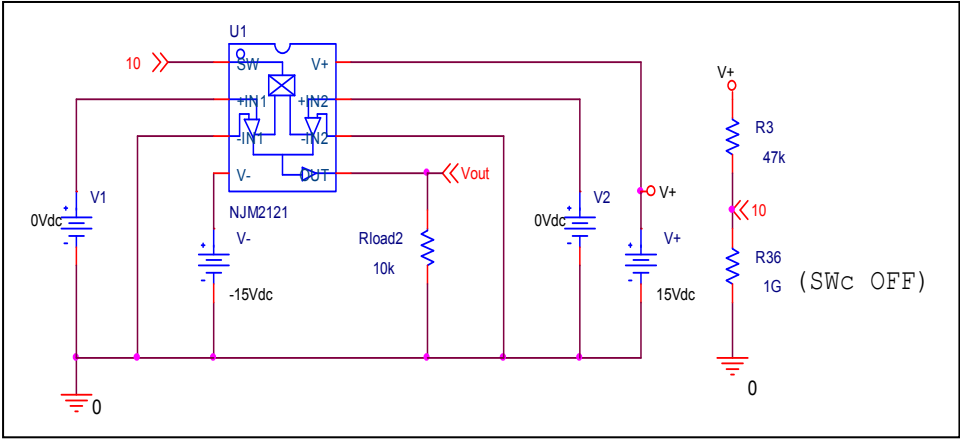 U1
10
SW
V+
+IN1
+IN2
-IN1
-IN2
V-
OUT
NJM2121
Vout
V1
0Vdc
+
-
V-
+
-
-15Vdc
Rload2
10k
V2
0Vdc
+
-
V+
V+
+
-
15Vdc
V+
R3
47k
10
R36
1G
(SWc OFF)
0
0